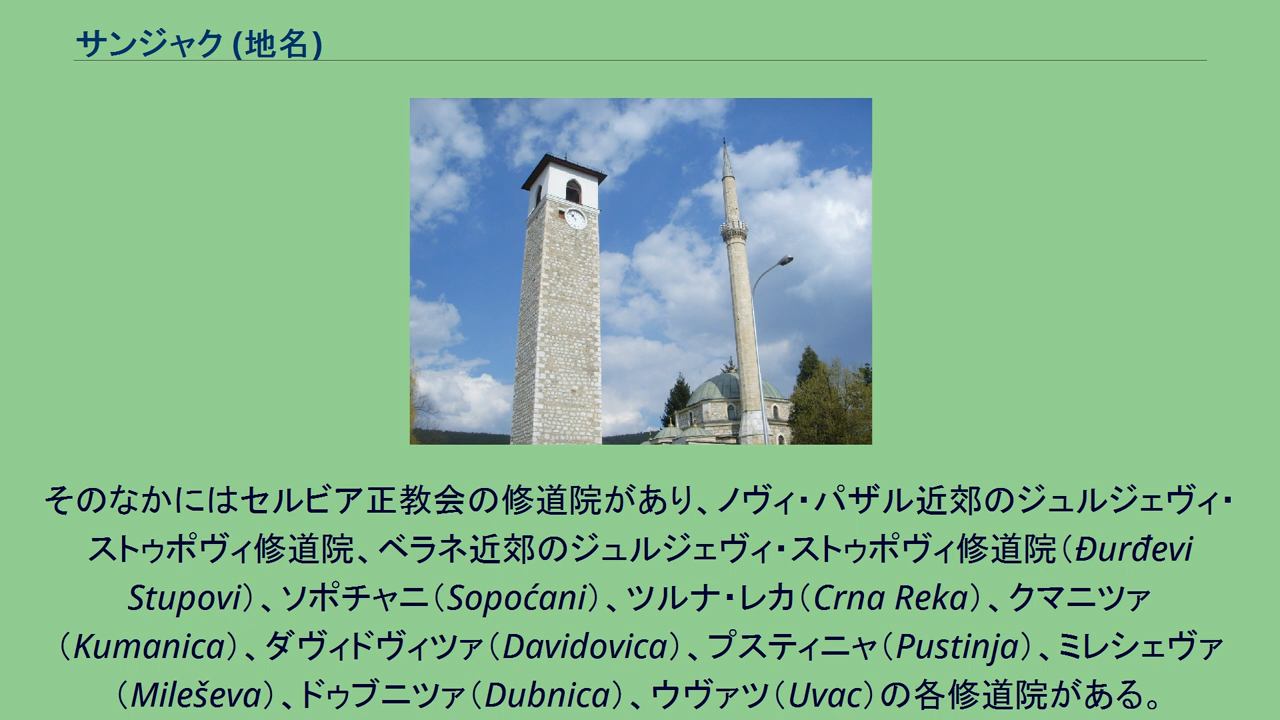 サンジャク (地名)
そのなかにはセルビア正教会の修道院があり、ノヴィ・パザル近郊のジュルジェヴィ・
ストゥポヴィ修道院、ベラネ近郊のジュルジェヴィ・ストゥポヴィ修道院（Đurđevi
Stupovi）、ソポチャニ（Sopoćani）、ツルナ・レカ（Crna Reka）、クマニツァ
（Kumanica）、ダヴィドヴィツァ（Davidovica）、プスティニャ（Pustinja）、ミレシェヴァ
（Mileševa）、ドゥブニツァ（Dubnica）、ウヴァツ（Uvac）の各修道院がある。